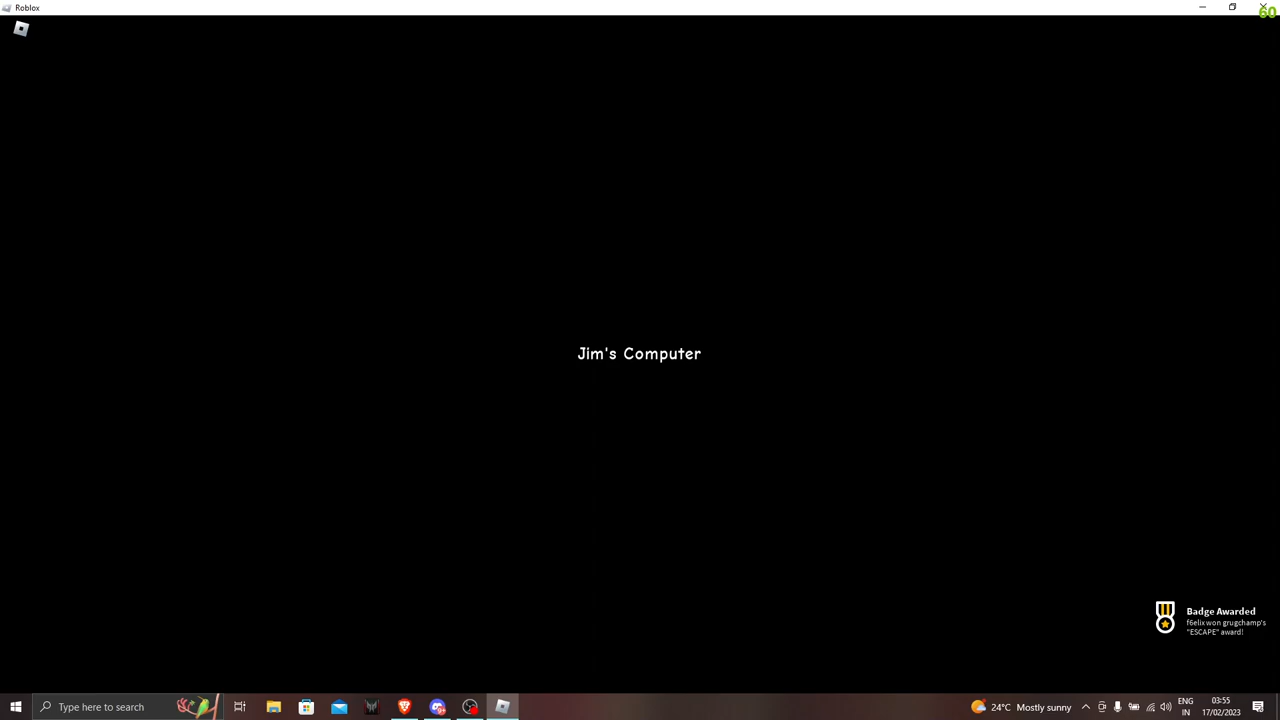 Roblox
60
Jim's Computer
Badge Awarded
f6elix won grugchamp's
"ESCAPE" award!
Type here to search
24°C Mostly sunny
ENG
IN
03:55
17/02/2023